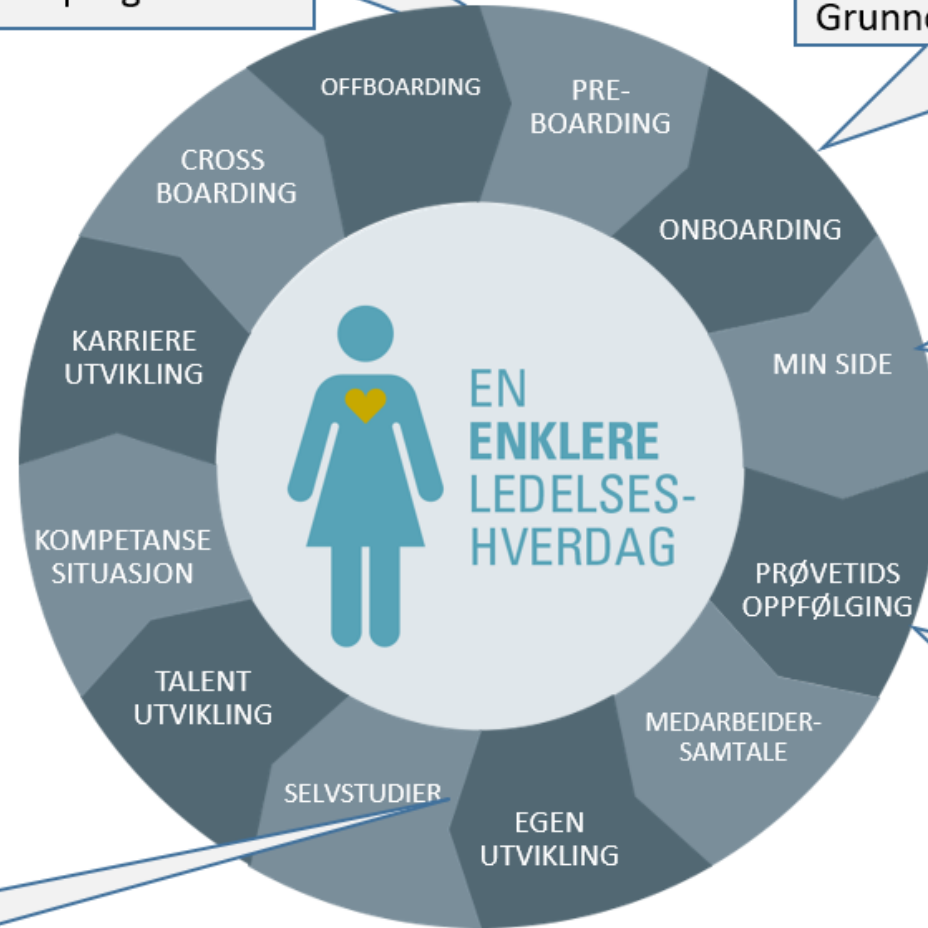 Grunn
OFFBOARDING
PRE-
BOARDING
ONBOARDING
MIN SIDE
PRØVETIDS
OPPFØLGING
MEDARBEIDER-
SAMTALE
EGEN
UTVIKLING
SELVSTUDIER
TALENT
UTVIKLING
KOMPETANSE
SITUASJON
KARRIERE
UTVIKLING
CROSS
BOARDING
EN
ENKLERE
LEDELSES-
HVERDAG